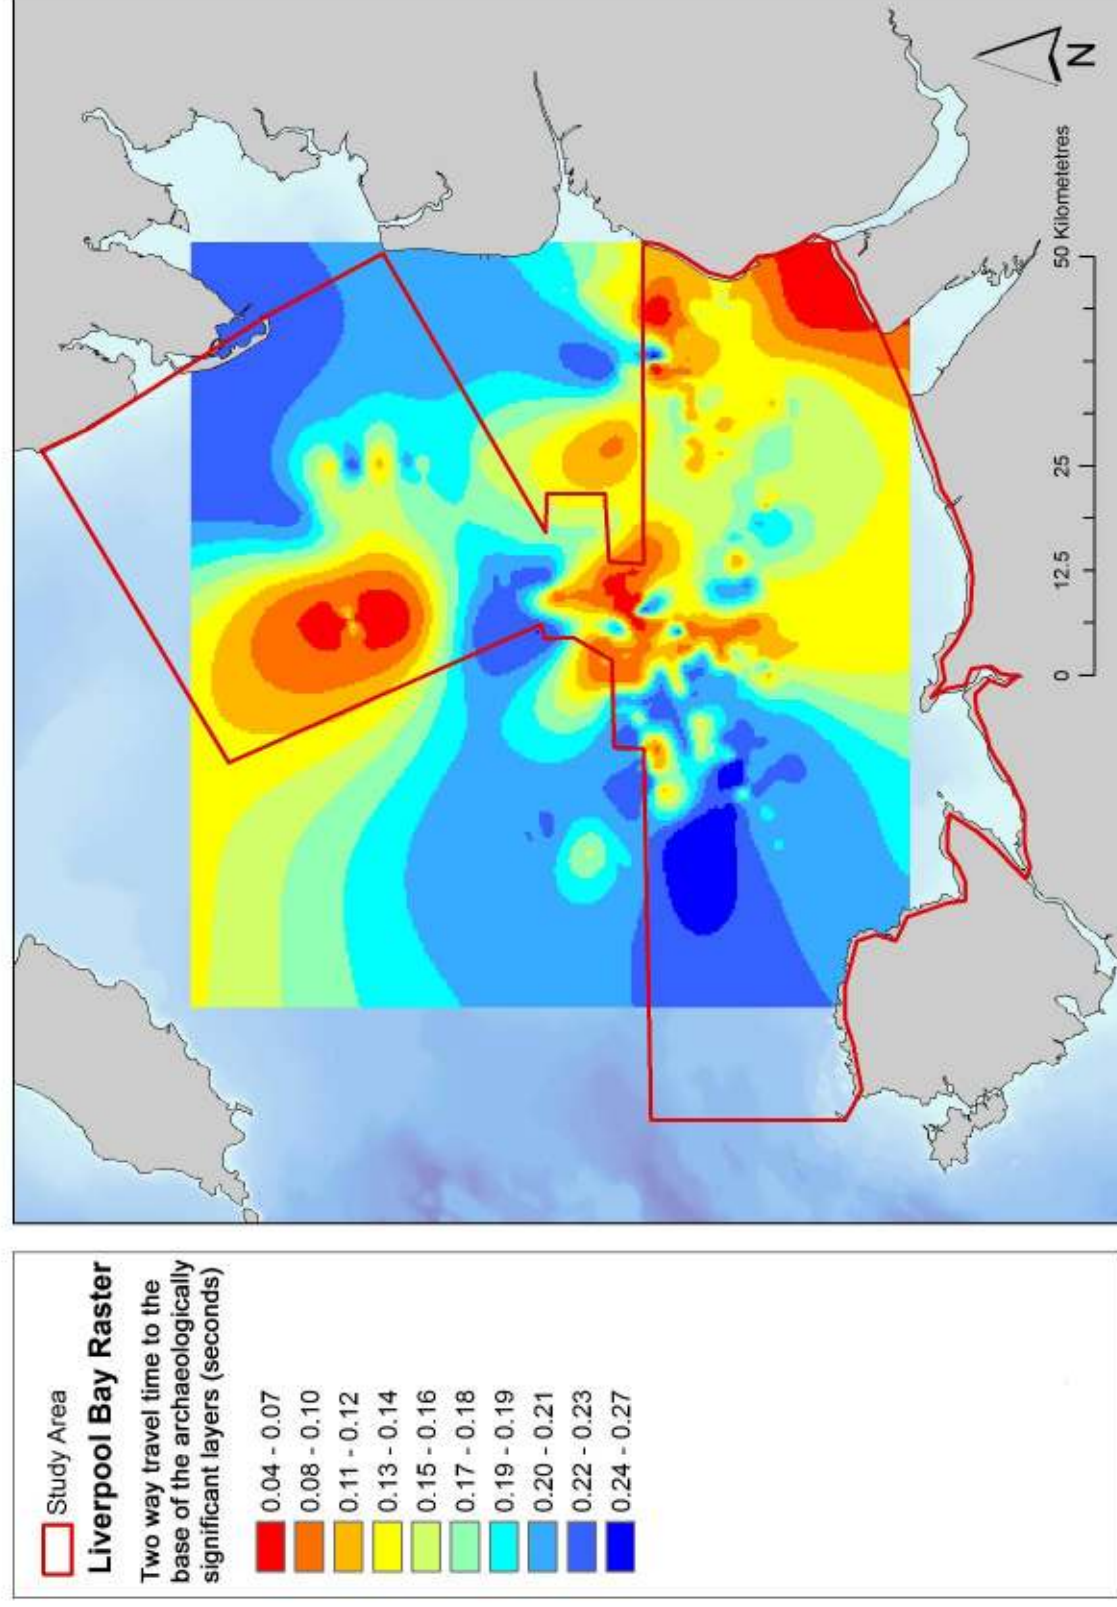 Study Area
Liverpool Bay Raster
Two way travel time to the
base of the archaeologically
significant layers (seconds)
0.04 - 0.07
0.08 - 0.10
0.11 - 0.12
0.13 - 0.14
0.15 - 0.16
0.17 - 0.18
0.19 - 0.19
0.20 - 0.21
0.22 - 0.23
0.24 - 0.27
0 12.5 25 50 Kilometetres
N